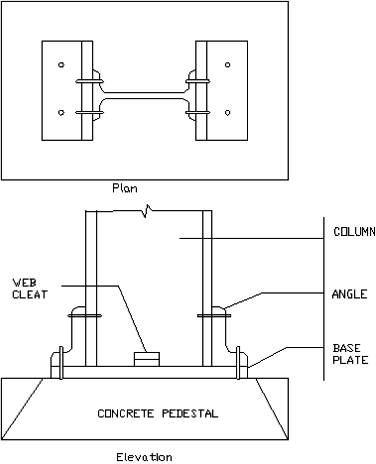 Plan
COLUMN
WEB
CLEAT
ANGLE
BASE
PLATE
CONCRETE PEDESTAL
Elevation